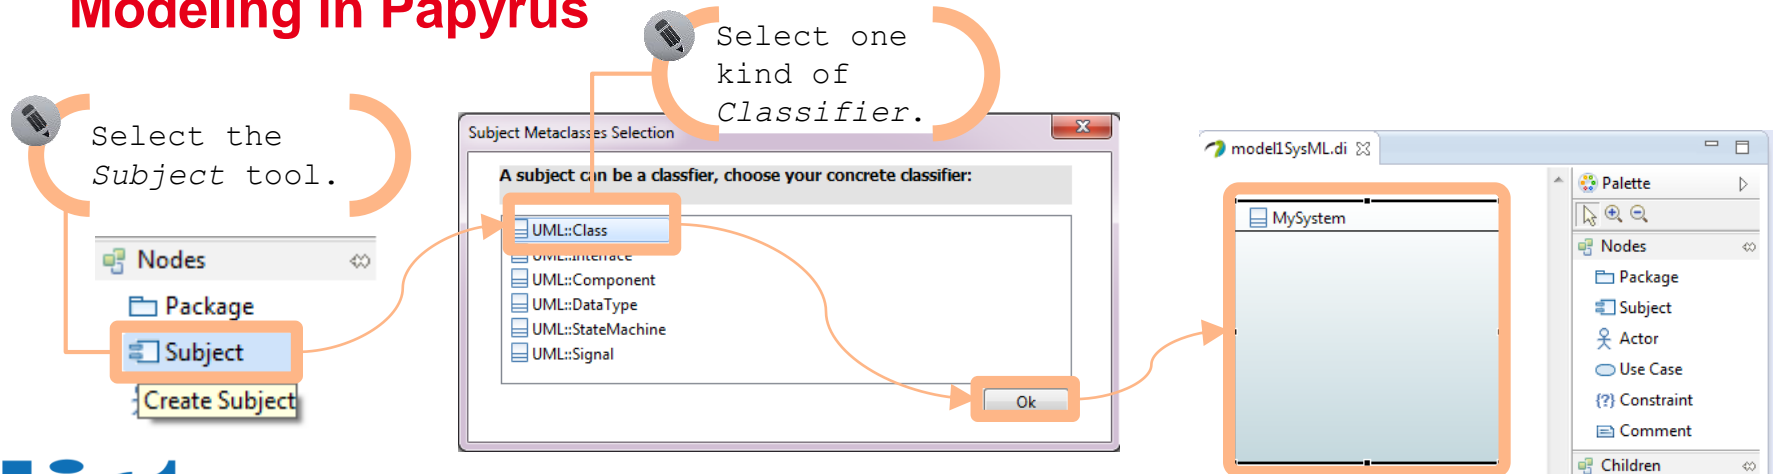 Modeling in Papyrus
Select the
Subject tool.
Nodes
Package
Subject
Create Subject
Select one
kind of
Classifier.
Subject Metaclasses Selection
A subject can be a classfier, choose your concrete classifier:
UML::Class
UML::Interface
UML::Component
UML::DataType
UML::StateMachine
UML::Signal
Ok
model1SysML.di
MySystem
Palette
Nodes
Package
Subject
Actor
Use Case
{?} Constraint
Comment
Children